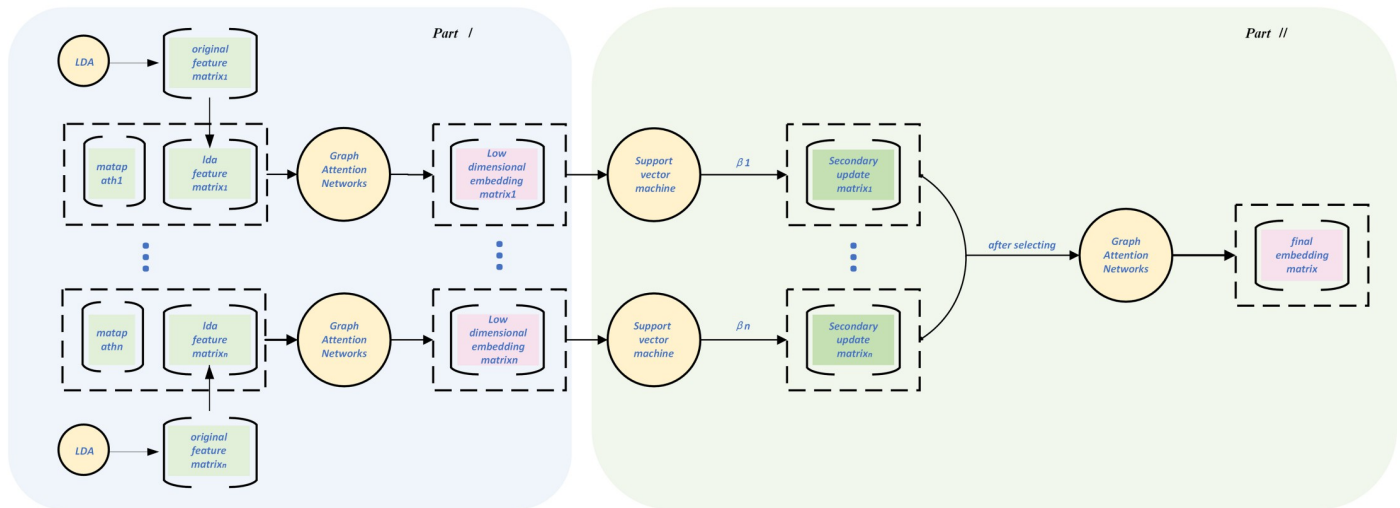 Part I
Part II
LDA
original
feature
matrix1
matap
ath1
lda
feature
matrix1
Graph
Attention
Networks
Low
dimensional
embedding
matrix1
Support
vector
machine
β1
Secondary
update
matrix1
after selecting
Graph
Attention
Networks
final
embedding
matrix
matap
athn
lda
feature
matrixn
Graph
Attention
Networks
Low
dimensional
embedding
matrixn
Support
vector
machine
βn
Secondary
update
matrixn
LDA
original
feature
matrixn